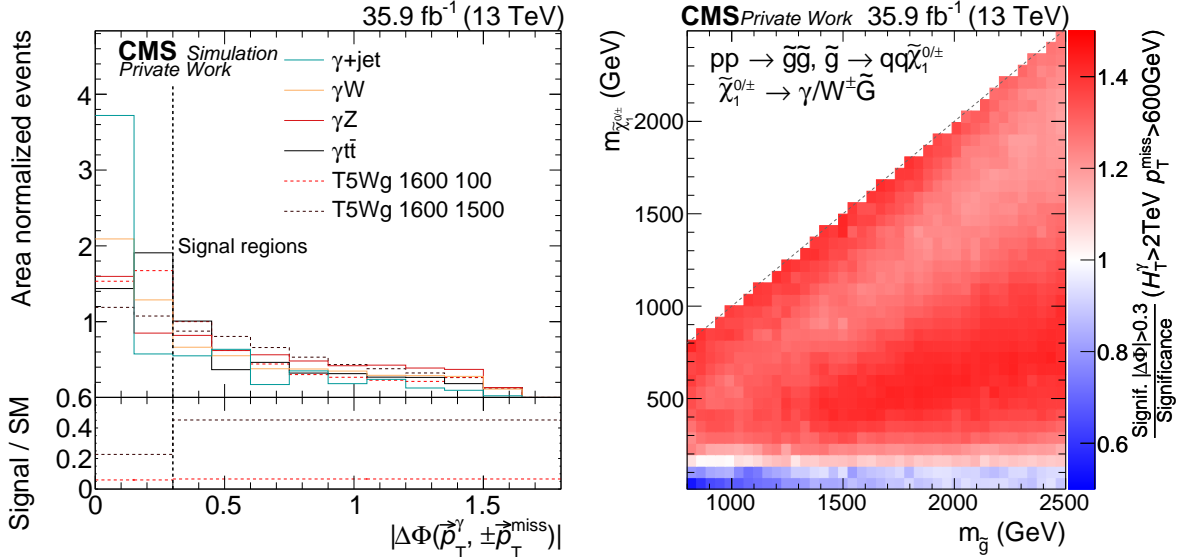 35.9 fb⁻¹ (13 TeV)
CMS Simulation
Private Work
γ+jet
γW
γZ
γtt̄
T5Wg 1600 100
T5Wg 1600 1500
Signal regions
Area normalized events
4
2
1
0.6
0.4
0.2
0
Signal / SM
0 0.5 1 1.5
|ΔΦ(p⃗_T^γ, ±p⃗_T^miss)|
CMS Private Work 35.9 fb⁻¹ (13 TeV)
pp → g̃g̃, g̃ → qqχ̃₁^0/±
χ̃₁^0/± → γ/W^±G̃
m_χ̃₁^0/± (GeV)
2000
1500
1000
500
1000 1500 2000 2500
m_g̃ (GeV)
1.4
1.2
1
0.8
0.6
Signif. |ΔΦ|>0.3
Significance
(H_T^γ>2TeV p_T^miss>600GeV)